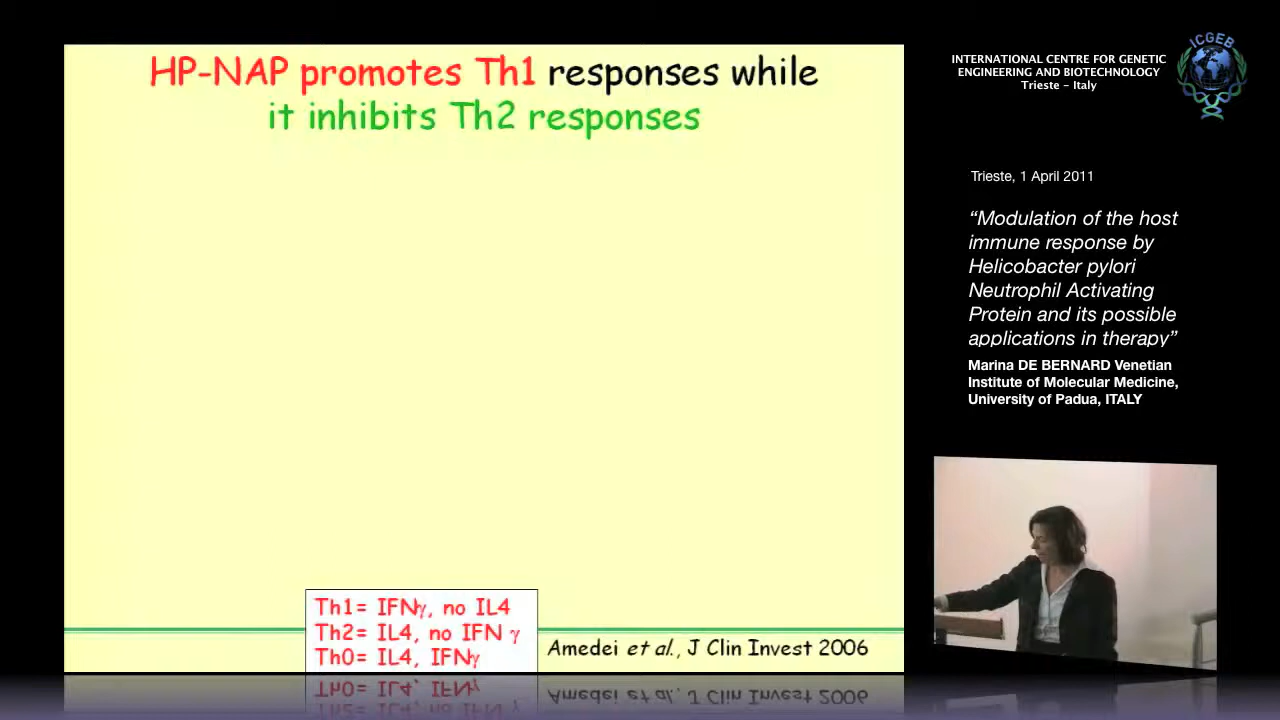 HP-NAP promotes Th1 responses while
it inhibits Th2 responses
Th1= IFNγ, no IL4
Th2= IL4, no IFN γ
Th0= IL4, IFNγ
Amedei et al., J Clin Invest 2006
INTERNATIONAL CENTRE FOR GENETIC
ENGINEERING AND BIOTECHNOLOGY
Trieste - Italy
ICGEB
Trieste, 1 April 2011
“Modulation of the host
immune response by
Helicobacter pylori
Neutrophil Activating
Protein and its possible
applications in therapy”
Marina DE BERNARD Venetian
Institute of Molecular Medicine,
University of Padua, ITALY